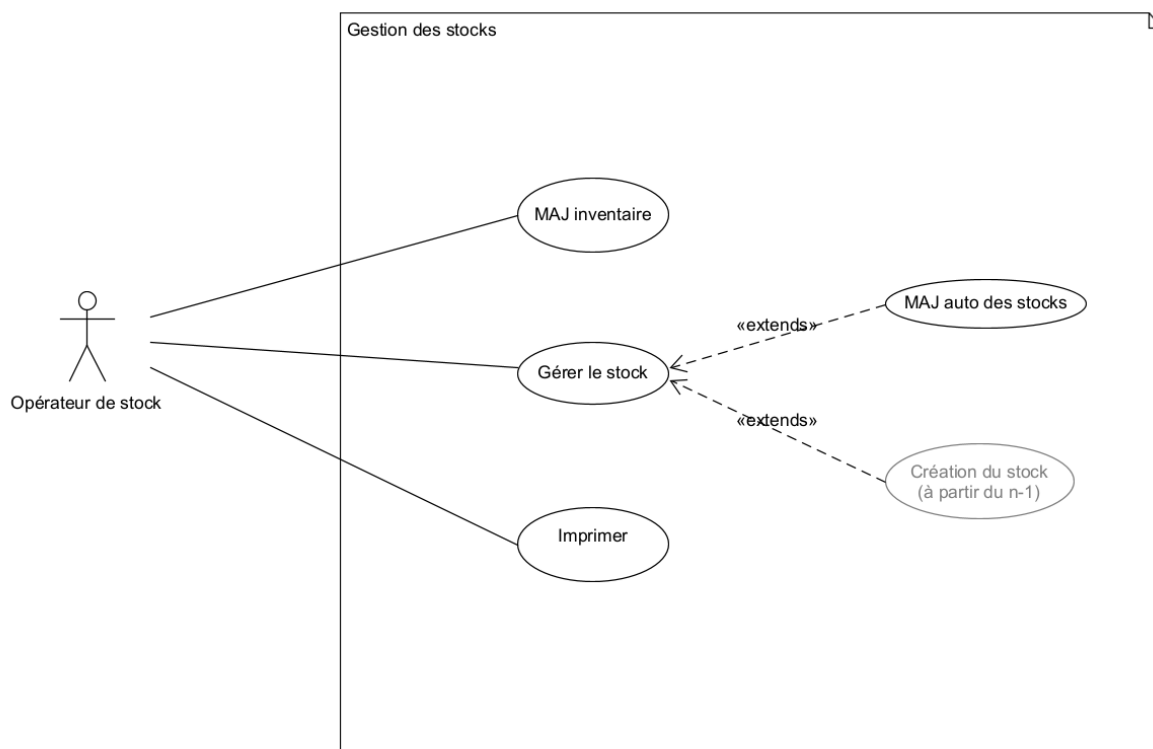 Gestion des stocks
MAJ inventaire
MAJ auto des stocks
«extends»
Gérer le stock
Opérateur de stock
«extends»
Création du stock
(à partir du n-1)
Imprimer